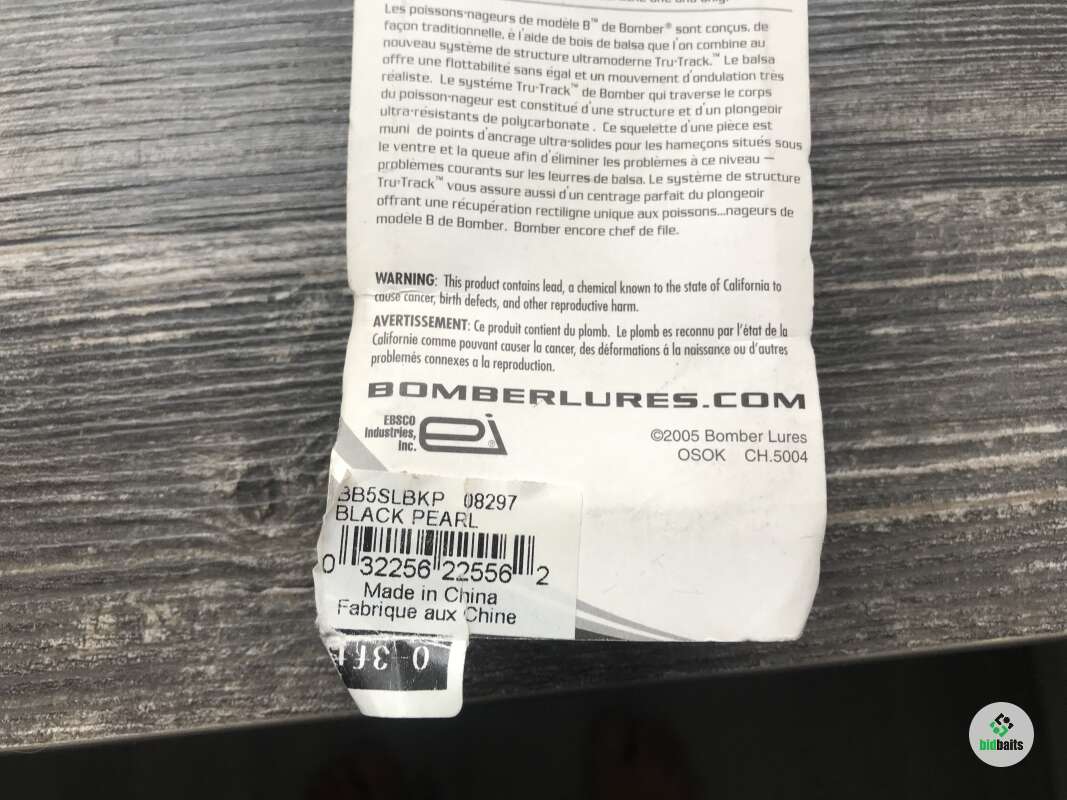 Les poissons-nageurs de modèle B™ de Bomber® sont conçus, de
façon traditionnelle, è l'aide de bois de balsa que l'on combine au
nouveau système de structure ultramoderne Tru-Track.™ Le balsa
offre une flottabilité sans égal et un mouvement d'ondulation très
réaliste. Le systéme Tru-Track™ de Bomber qui traverse le corps
du poisson-nageur est constitué d'une structure et d'un plongeoir
ultra-résistants de polycarbonate . Ce squelette d'une pièce est
muni de points d'ancrage ultra-solides pour les hameçons situés sous
le ventre et la queue afin d'éliminer les problèmes à ce niveau —
problèmes courants sur les leurres de balsa. Le système de structure
Tru-Track™ vous assure aussi d'un centrage parfait du plongeoir
offrant une récupération rectiligne unique aux poissons...nageurs de
modèle B de Bomber. Bomber encore chef de file.
WARNING: This product contains lead, a chemical known to the state of California to
cause cancer, birth defects, and other reproductive harm.
AVERTISSEMENT: Ce produit contient du plomb. Le plomb es reconnu par l'état de la
Californie comme pouvant causer la cancer, des déformations á la naissance ou d'autres
problemés connexes a la reproduction.
BOMBERLURES.COM
EBSCO
Industries,
Inc.
ei®
©2005 Bomber Lures
OSOK CH.5004
BB5SLBKP 08297
BLACK PEARL
0 32256 22556 2
Made in China
Fabrique aux Chine
0-3ft
bidbaits